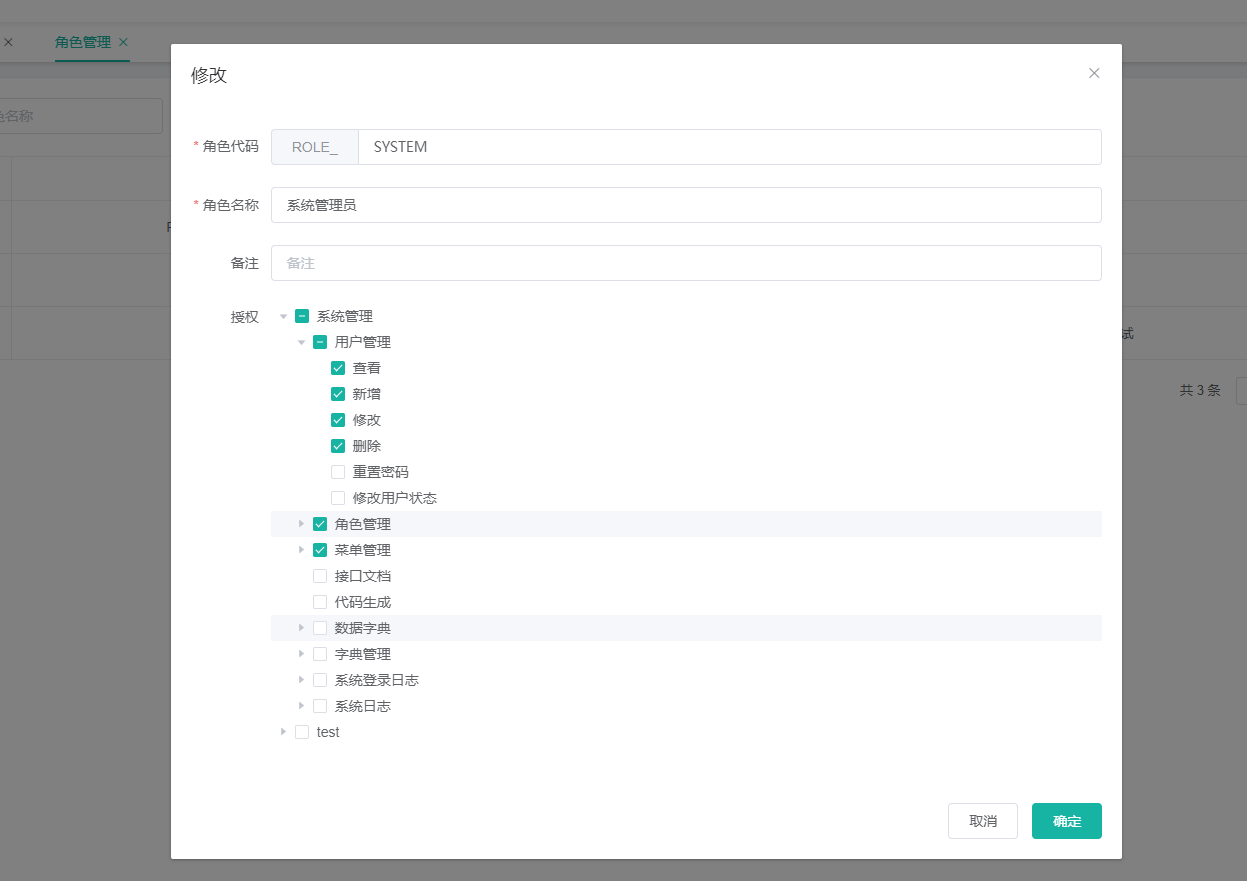 角色管理
修改
色名称
* 角色代码 ROLE_ SYSTEM
* 角色名称 系统管理员
备注 备注
授权 系统管理
用户管理
查看
新增
修改
删除
重置密码
修改用户状态
角色管理
菜单管理
接口文档
代码生成
数据字典
字典管理
系统登录日志
系统日志
test
试
共 3 条
取消 确定